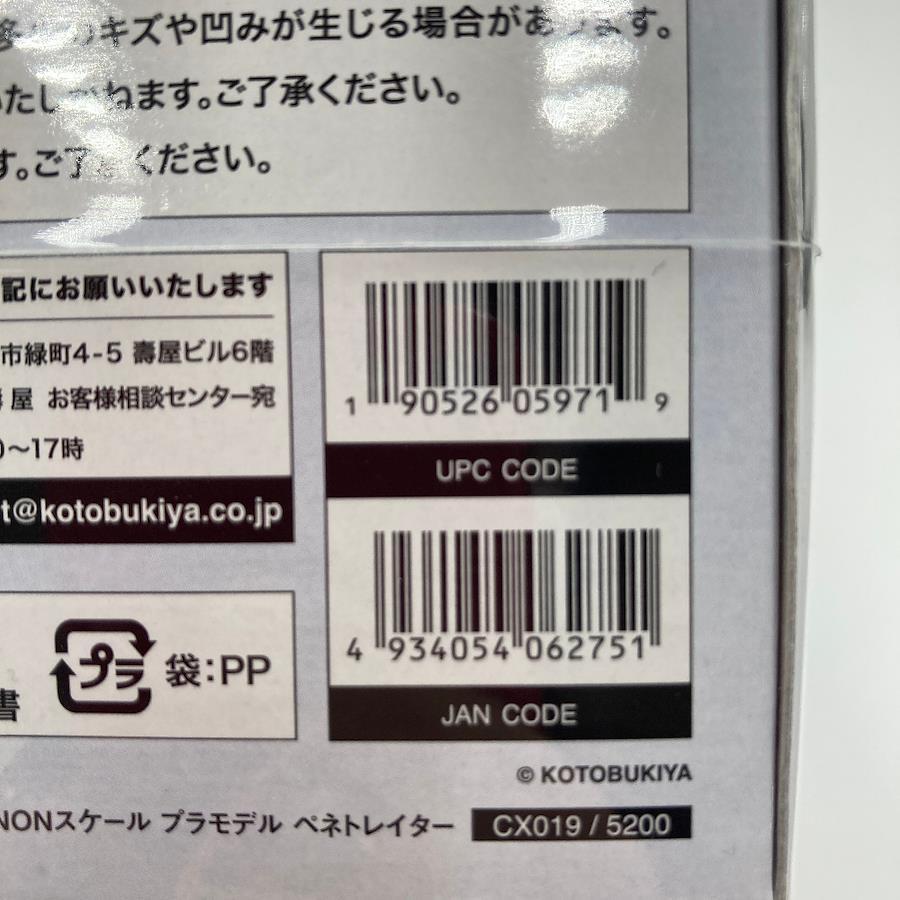 のキズや凹みが生じる場合があります。
いたしかねます。ご了承ください。
す。ご了承ください。
記にお願いいたします
市緑町4-5 壽屋ビル6階
屋 お客様相談センター宛
0〜17時
t@kotobukiya.co.jp
1 90526 05971 9
UPC CODE
4 934054 062751
JAN CODE
書
プラ 袋:PP
© KOTOBUKIYA
NONスケール プラモデル ペネトレイター CX019 / 5200